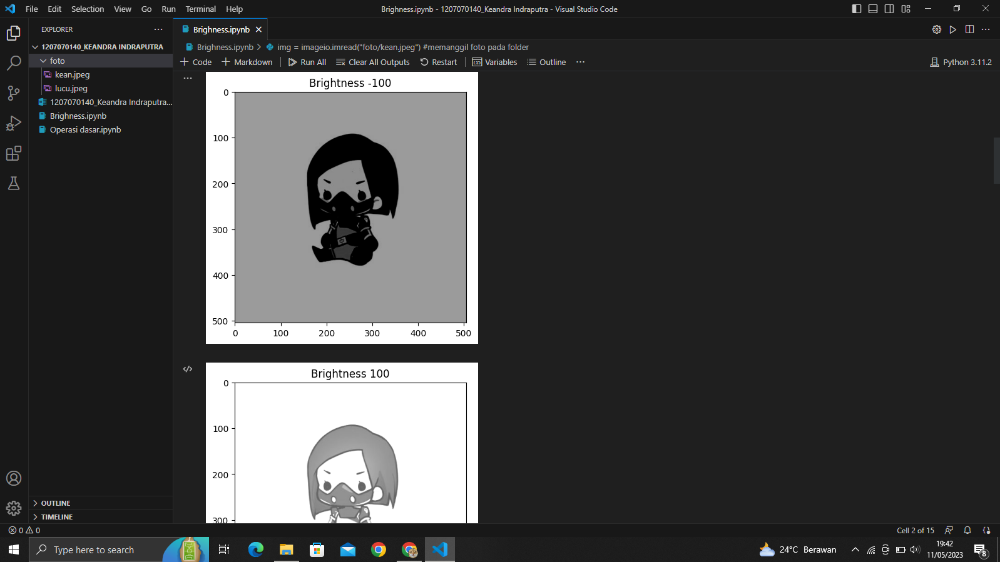 File Edit Selection View Go Run Terminal Help
Brighness.ipynb - 1207070140_Keandra Indraputra - Visual Studio Code
EXPLORER
1207070140_KEANDRA INDRAPUTRA
foto
kean.jpeg
lucu.jpeg
1207070140_Keandra Indraputra...
Brighness.ipynb
Operasi dasar.ipynb
OUTLINE
TIMELINE
Brighness.ipynb
Brighness.ipynb > img = imageio.imread("foto/kean.jpeg") #memanggil foto pada folder
Code Markdown Run All Clear All Outputs Restart Variables Outline ...
Python 3.11.2
Brightness -100
0
100
200
300
400
500
0 100 200 300 400 500
Brightness 100
0
100
200
300
0 0
Cell 2 of 15
Type here to search
24°C Berawan
19:42
11/05/2023
8